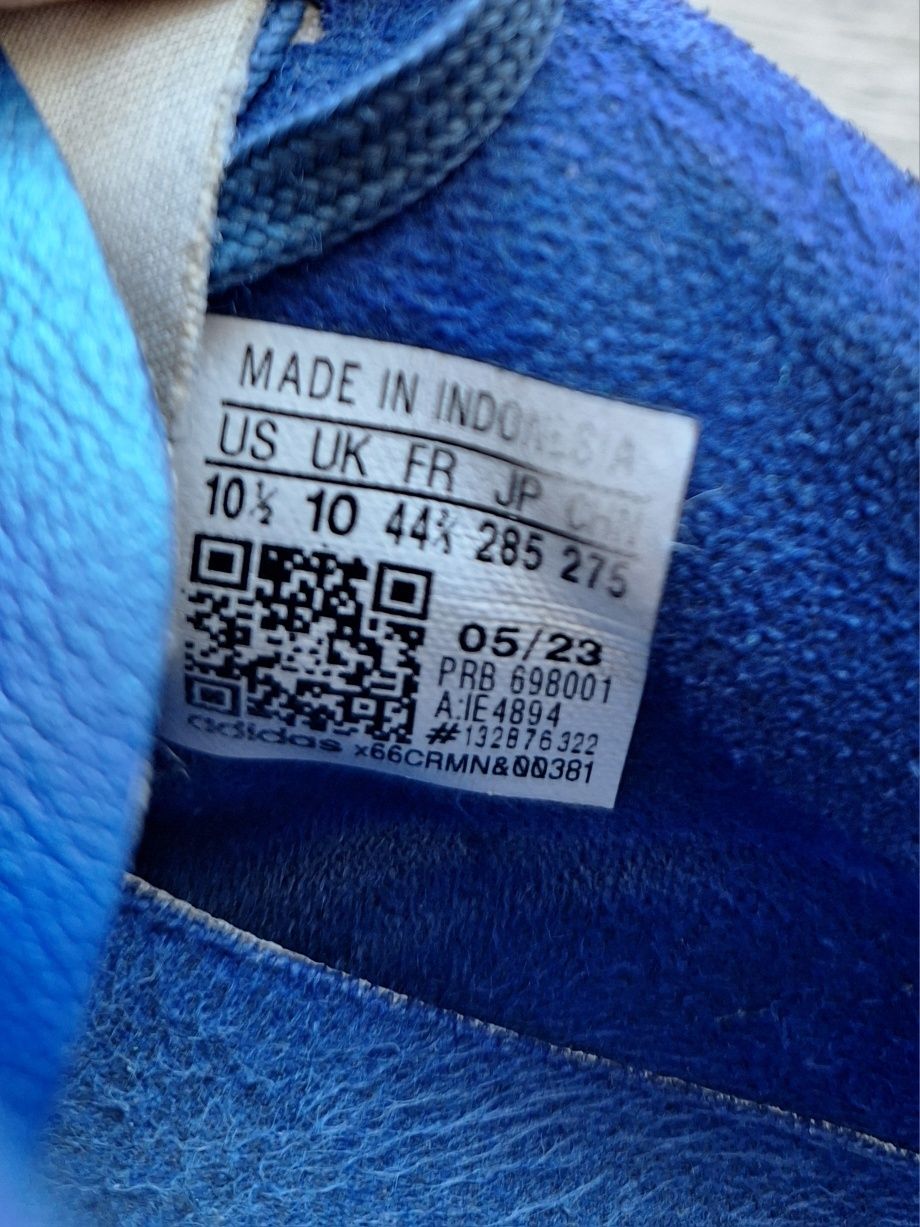 MADE IN INDONESIA
US UK FR JP CHN
10½ 10 44⅔ 285 275
05/23
PRB 698001
A:IE4894
#132876322
adidas x66CRMN&00381